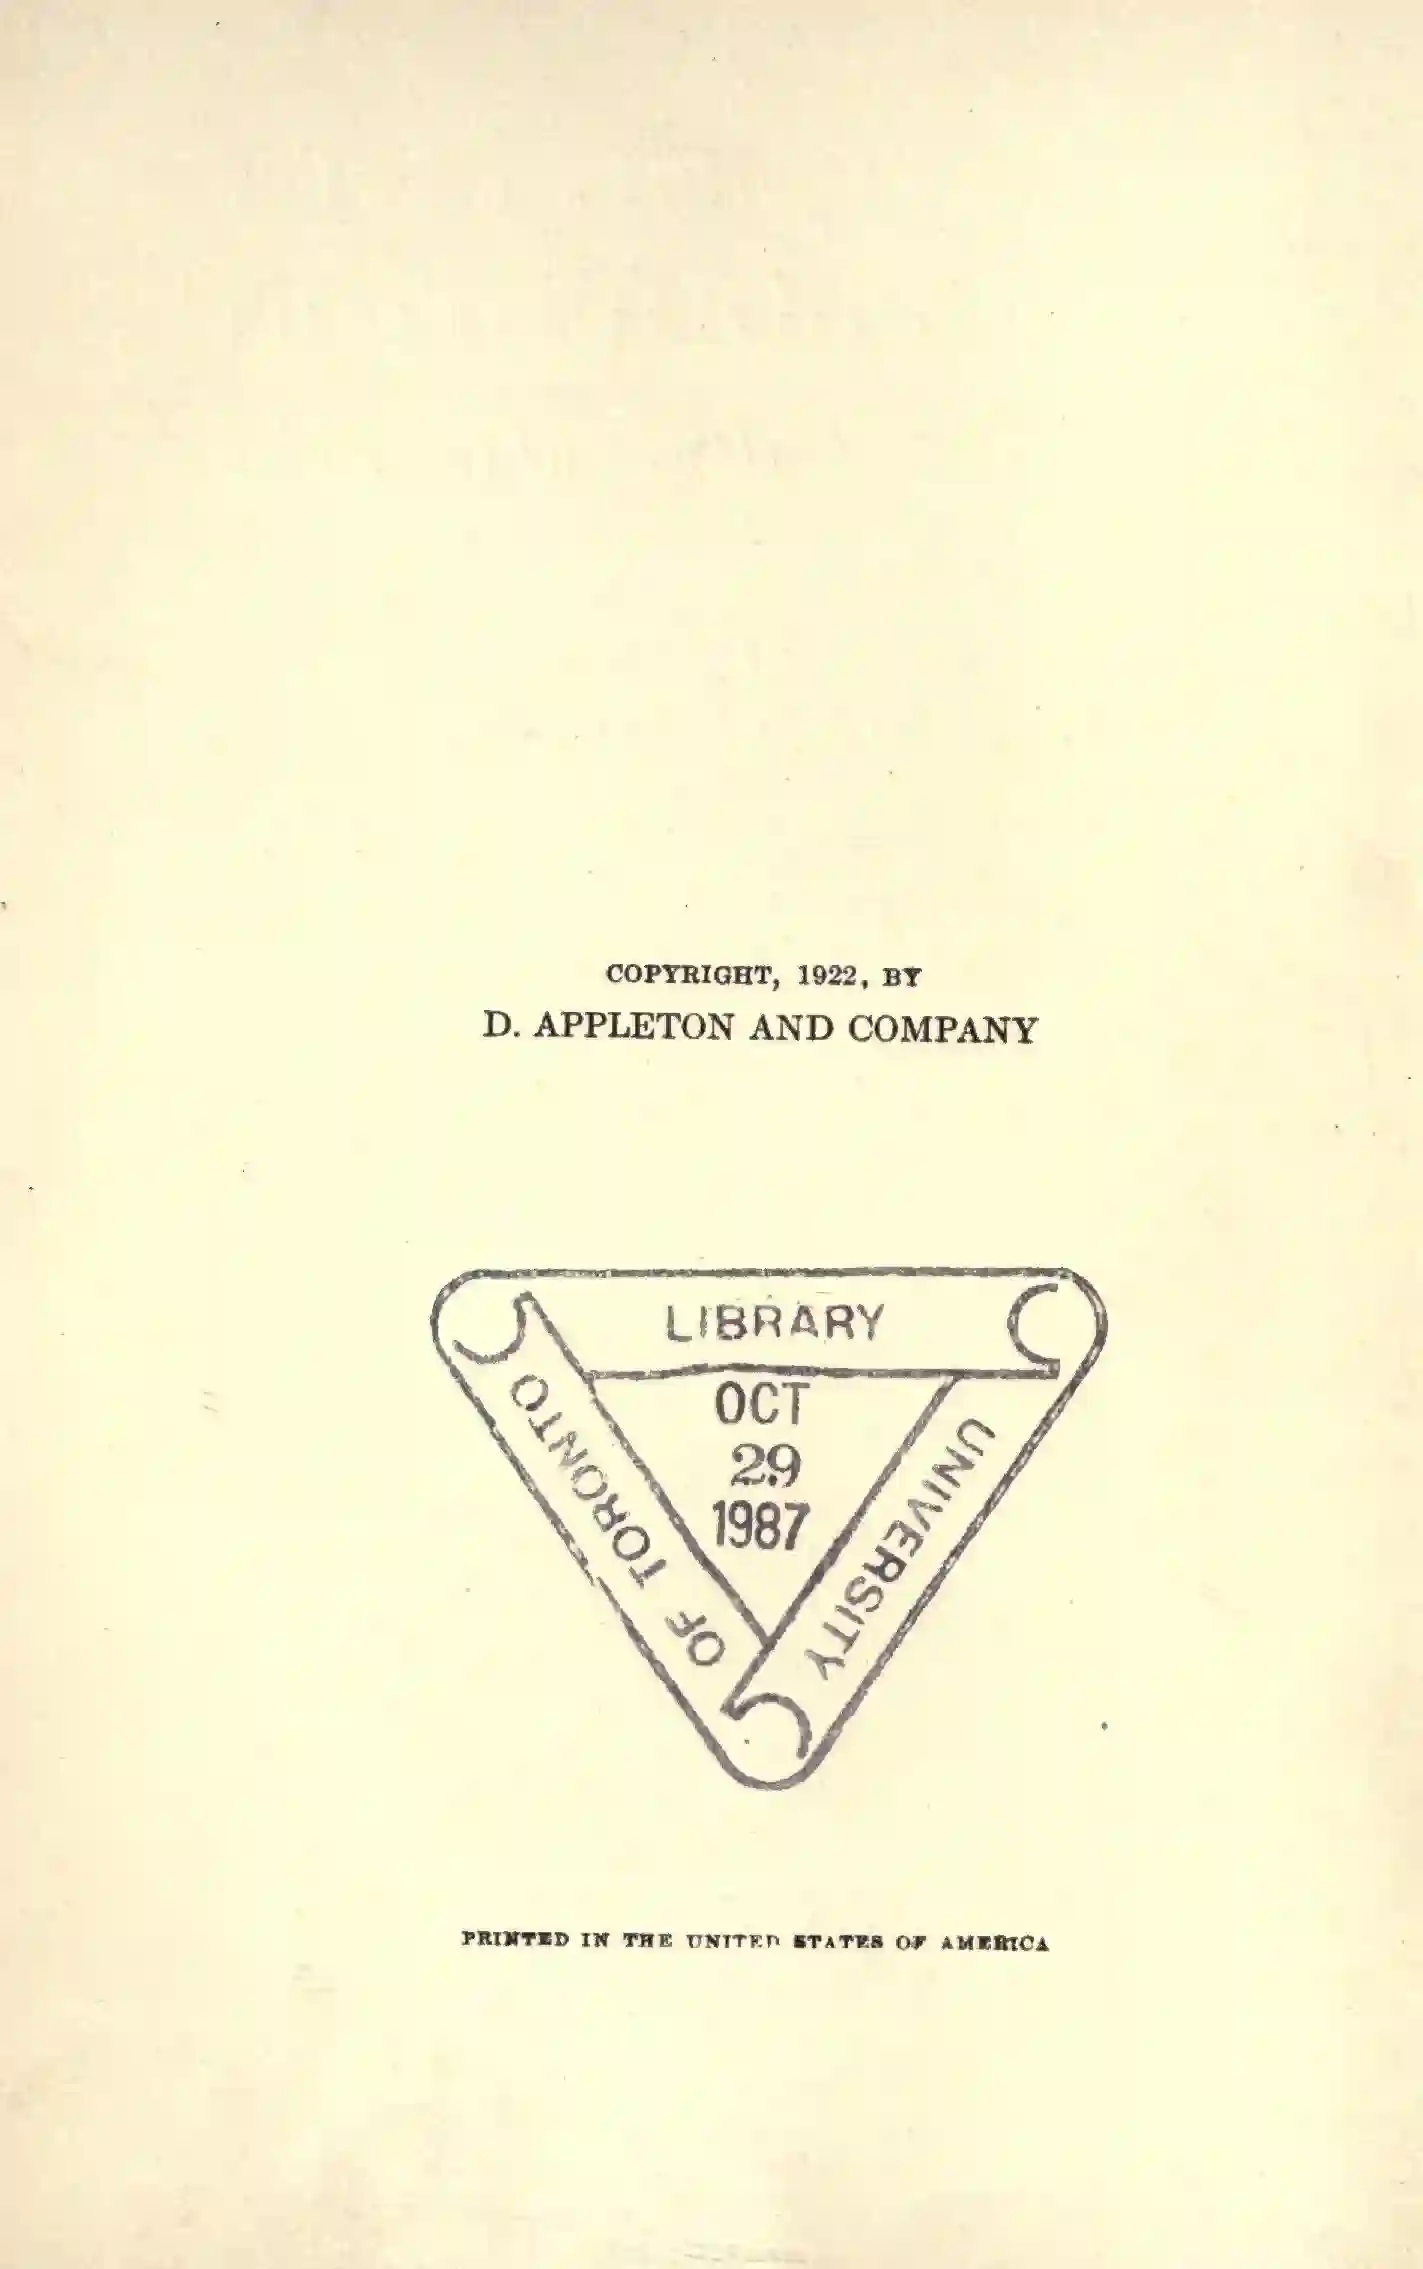 COPYRIGHT, 1922, BY
D. APPLETON AND COMPANY
LIBRARY
OCT
29
1987
UNIVERSITY
OF TORONTO
PRINTED IN THE UNITED STATES OF AMERICA